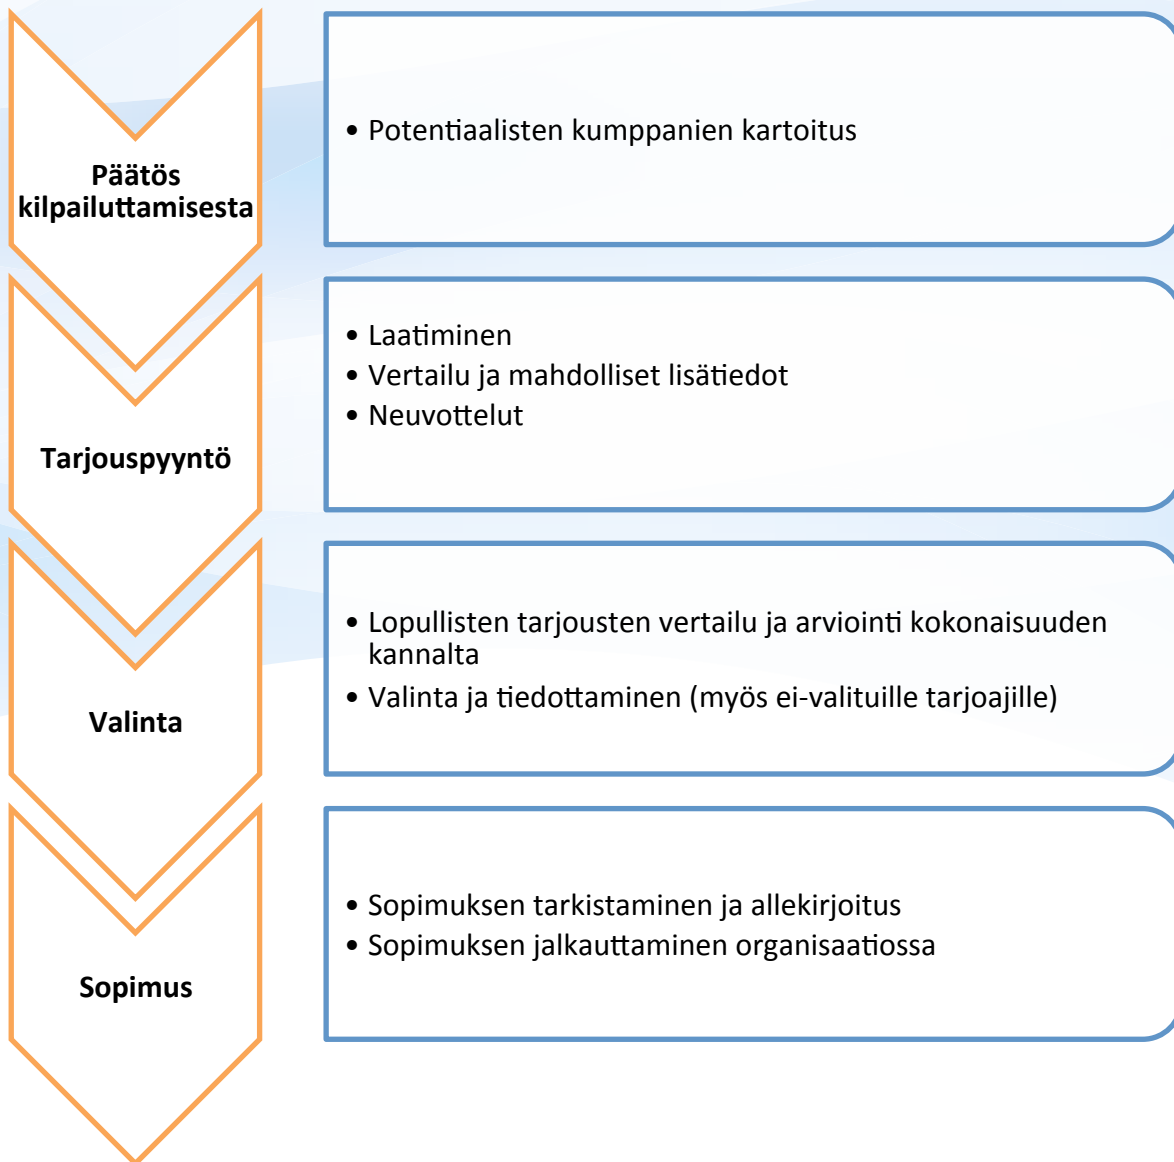 Päätös
kilpailuttamisesta
• Potentiaalisten kumppanien kartoitus
Tarjouspyyntö
• Laatiminen
• Vertailu ja mahdolliset lisätiedot
• Neuvottelut
Valinta
• Lopullisten tarjousten vertailu ja arviointi kokonaisuuden
kannalta
• Valinta ja tiedottaminen (myös ei-valituille tarjoajille)
Sopimus
• Sopimuksen tarkistaminen ja allekirjoitus
• Sopimuksen jalkauttaminen organisaatiossa